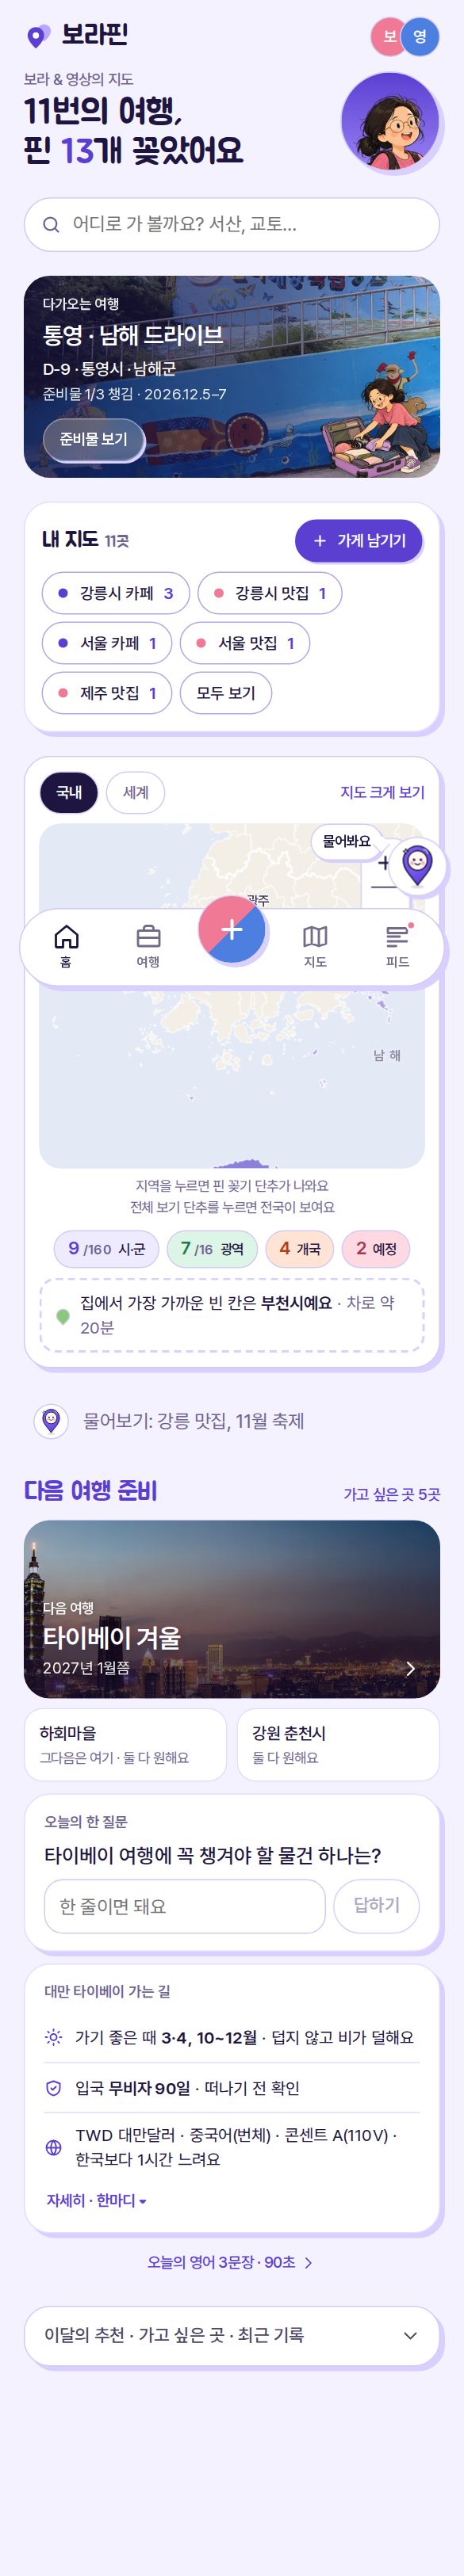 보라핀
보 영
보라 & 영상의 지도
11번의 여행,
핀 13개 꽂았어요
어디로 가 볼까요? 서산, 교토…
다가오는 여행
통영 · 남해 드라이브
D-9 · 통영시 · 남해군
준비물 1/3 챙김 · 2026.12.5–7
준비물 보기
내 지도 11곳
+ 가게 남기기
강릉시 카페 3
강릉시 맛집 1
서울 카페 1
서울 맛집 1
제주 맛집 1
모두 보기
국내
세계
지도 크게 보기
물어봐요
광주
홈
여행
지도
피드
남 해
지역을 누르면 핀 꽂기 단추가 나와요
전체 보기 단추를 누르면 전국이 보여요
9 /160 시·군
7 /16 광역
4 개국
2 예정
집에서 가장 가까운 빈 칸은 부천시예요 · 차로 약
20분
물어보기: 강릉 맛집, 11월 축제
다음 여행 준비
가고 싶은 곳 5곳
다음 여행
타이베이 겨울
2027년 1월쯤
하회마을
그다음은 여기 · 둘 다 원해요
강원 춘천시
둘 다 원해요
오늘의 한 질문
타이베이 여행에 꼭 챙겨야 할 물건 하나는?
한 줄이면 돼요
답하기
대만 타이베이 가는 길
가기 좋은 때 3·4, 10~12월 · 덥지 않고 비가 덜해요
입국 무비자 90일 · 떠나기 전 확인
TWD 대만달러 · 중국어(번체) · 콘센트 A(110V) ·
한국보다 1시간 느려요
자세히 · 한마디
오늘의 영어 3문장 · 90초
이달의 추천 · 가고 싶은 곳 · 최근 기록